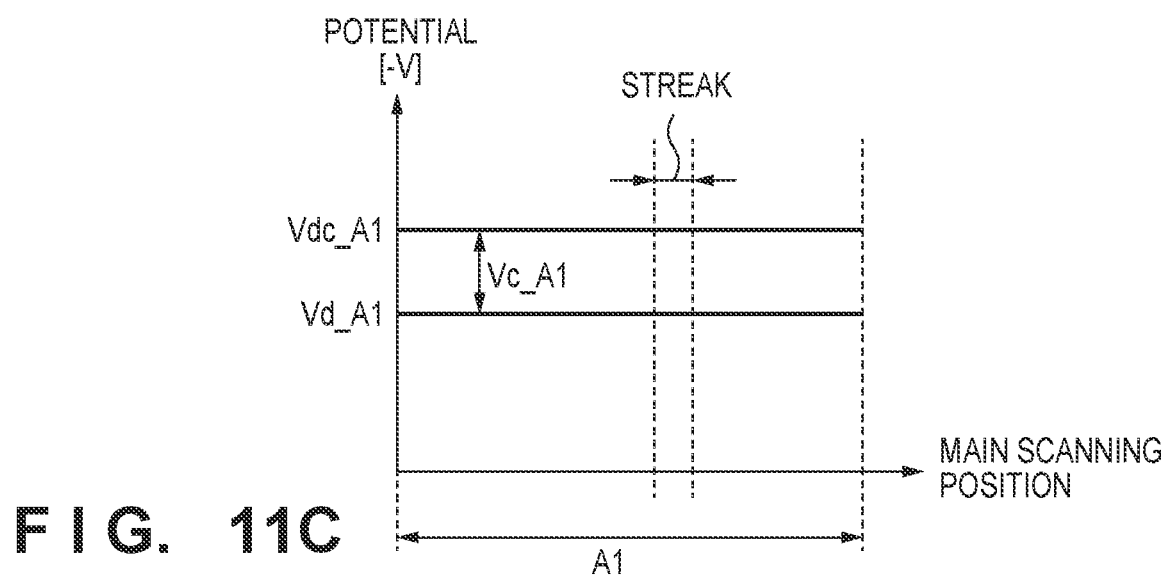 POTENTIAL
[-V]
STREAK
Vdc_A1
Vc_A1
Vd_A1
MAIN SCANNING
POSITION
FIG. 11C
A1